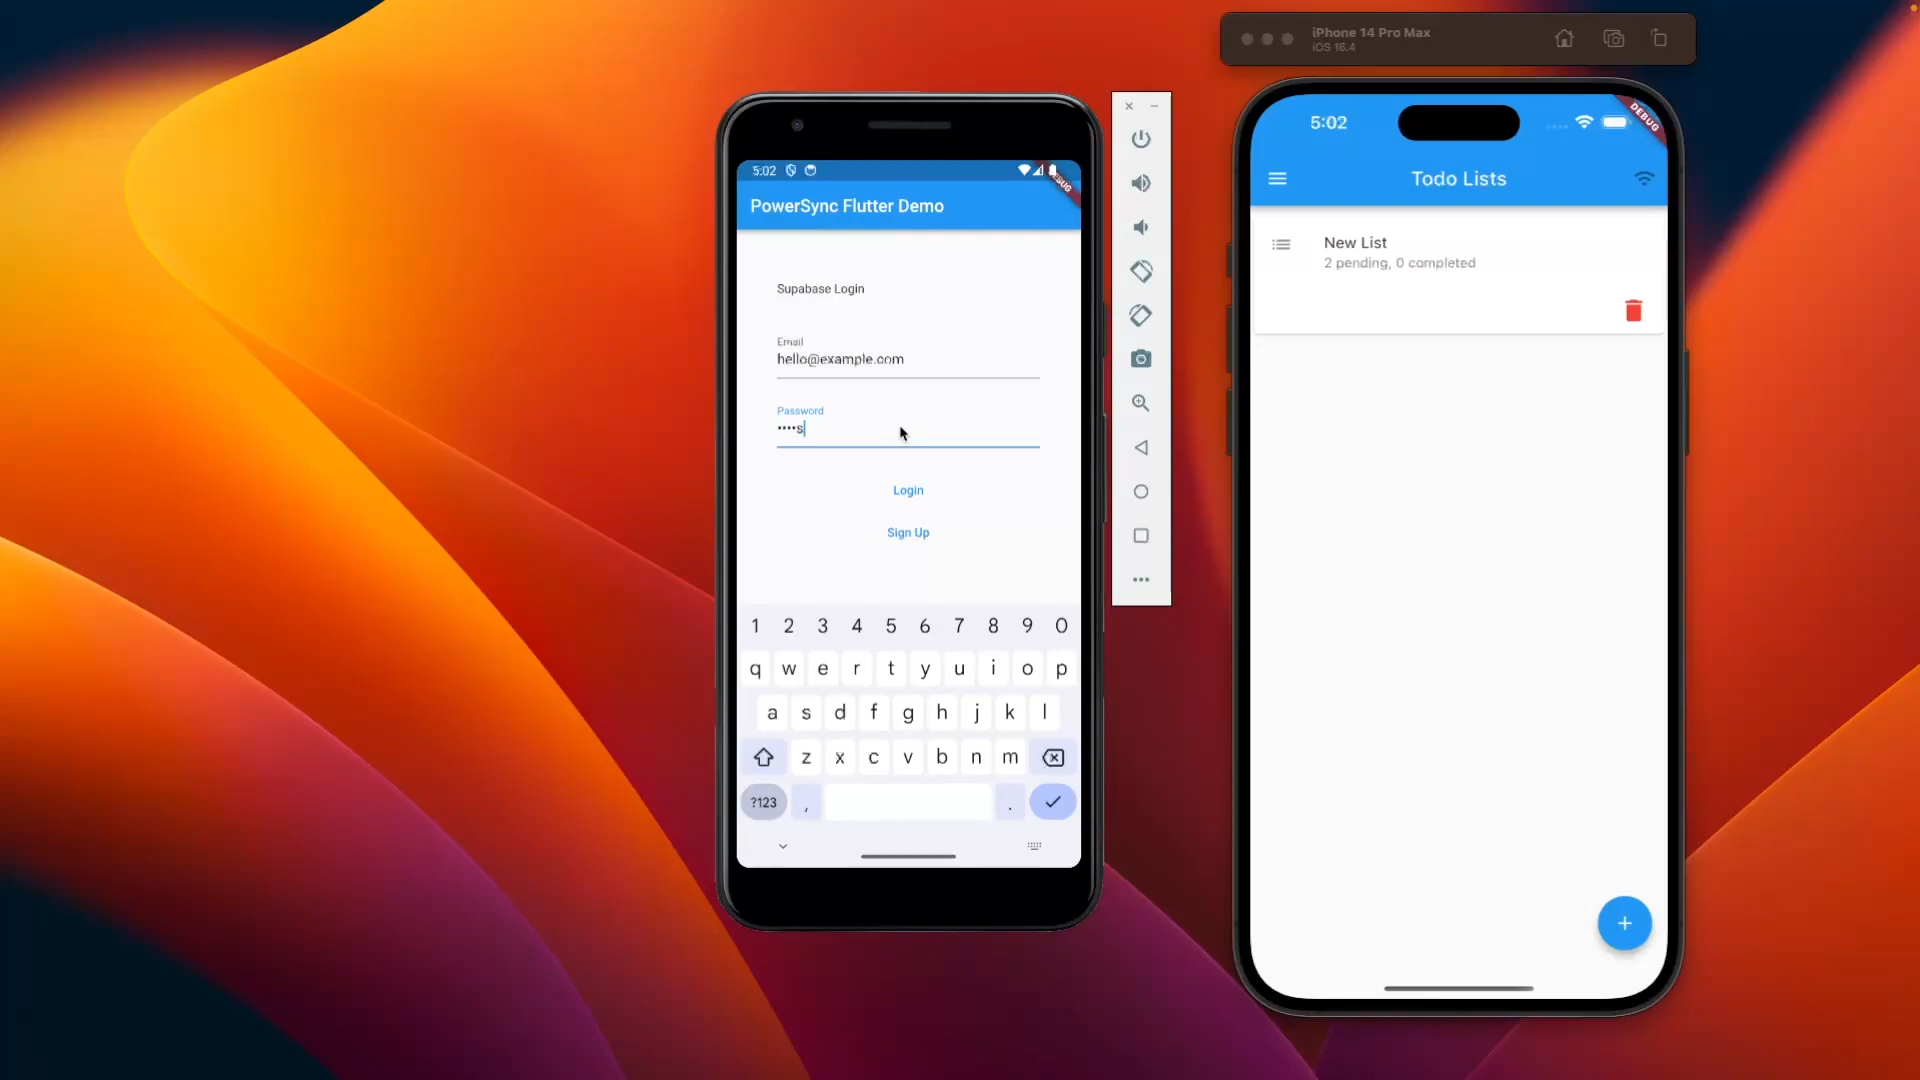 iPhone 14 Pro Max
iOS 16.4
5:02
DEBUG
PowerSync Flutter Demo
Supabase Login
Email
hello@example.com
Password
••••s
Login
Sign Up
1 2 3 4 5 6 7 8 9 0
q w e r t y u i o p
a s d f g h j k l
z x c v b n m
?123 , .
5:02
DEBUG
Todo Lists
New List
2 pending, 0 completed